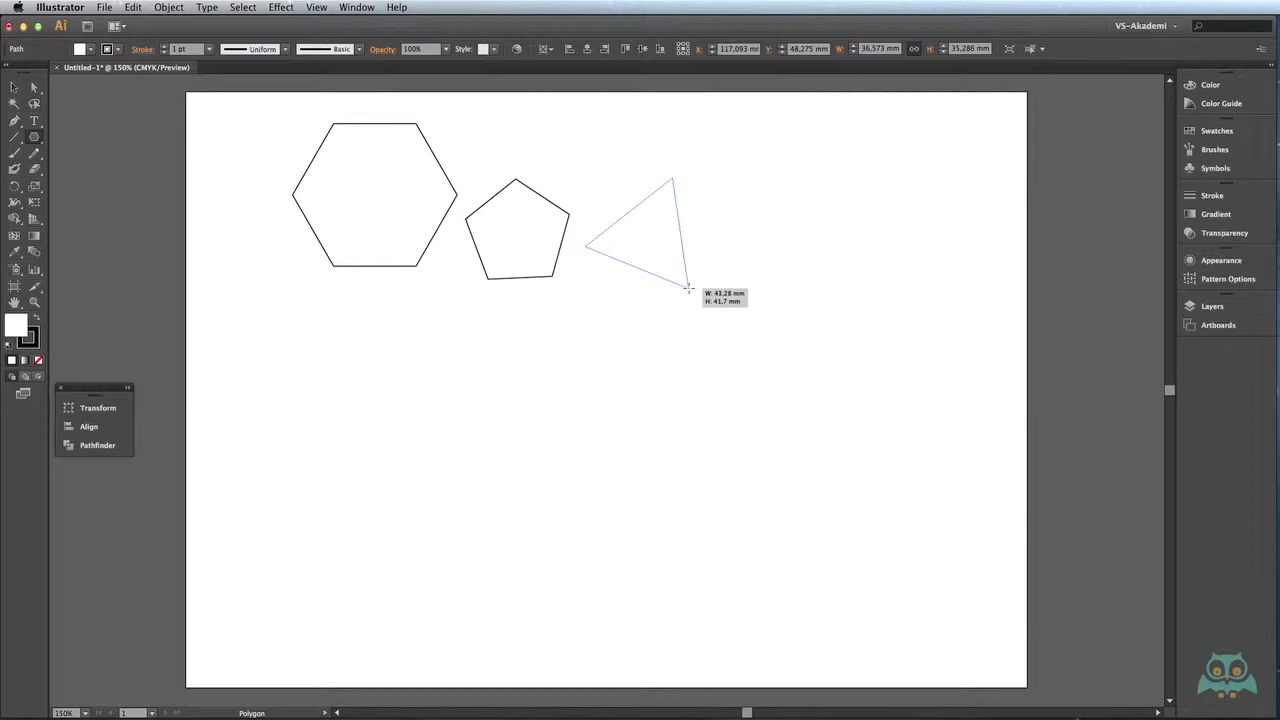 Illustrator File Edit Object Type Select Effect View Window Help
Ai VS-Akademi
Path Stroke: 1 pt Uniform Basic Opacity: 100% Style: X: 117,093 mm Y: 48,275 mm W: 36,573 mm H: 35,286 mm
Untitled-1* @ 150% (CMYK/Preview)
Color
Color Guide
Swatches
Brushes
Symbols
Stroke
Gradient
Transparency
Appearance
Pattern Options
Layers
Artboards
W: 43,28 mm
H: 41,7 mm
Transform
Align
Pathfinder
150% 1 Polygon